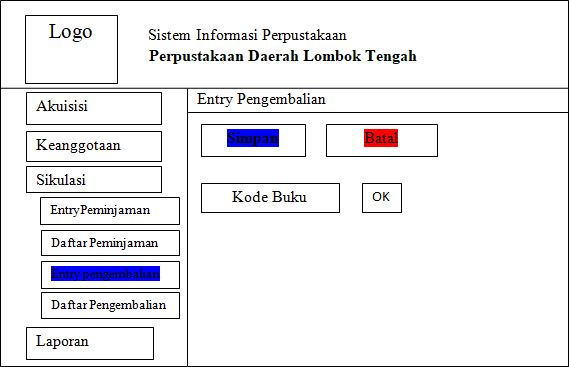 Logo
Sistem Informasi Perpustakaan
Perpustakaan Daerah Lombok Tengah
Akuisisi
Keanggotaan
Sikulasi
EntryPeminjaman
Daftar Peminjaman
Entry pengembalian
Daftar Pengembalian
Laporan
Entry Pengembalian
Simpan
Batal
Kode Buku
OK